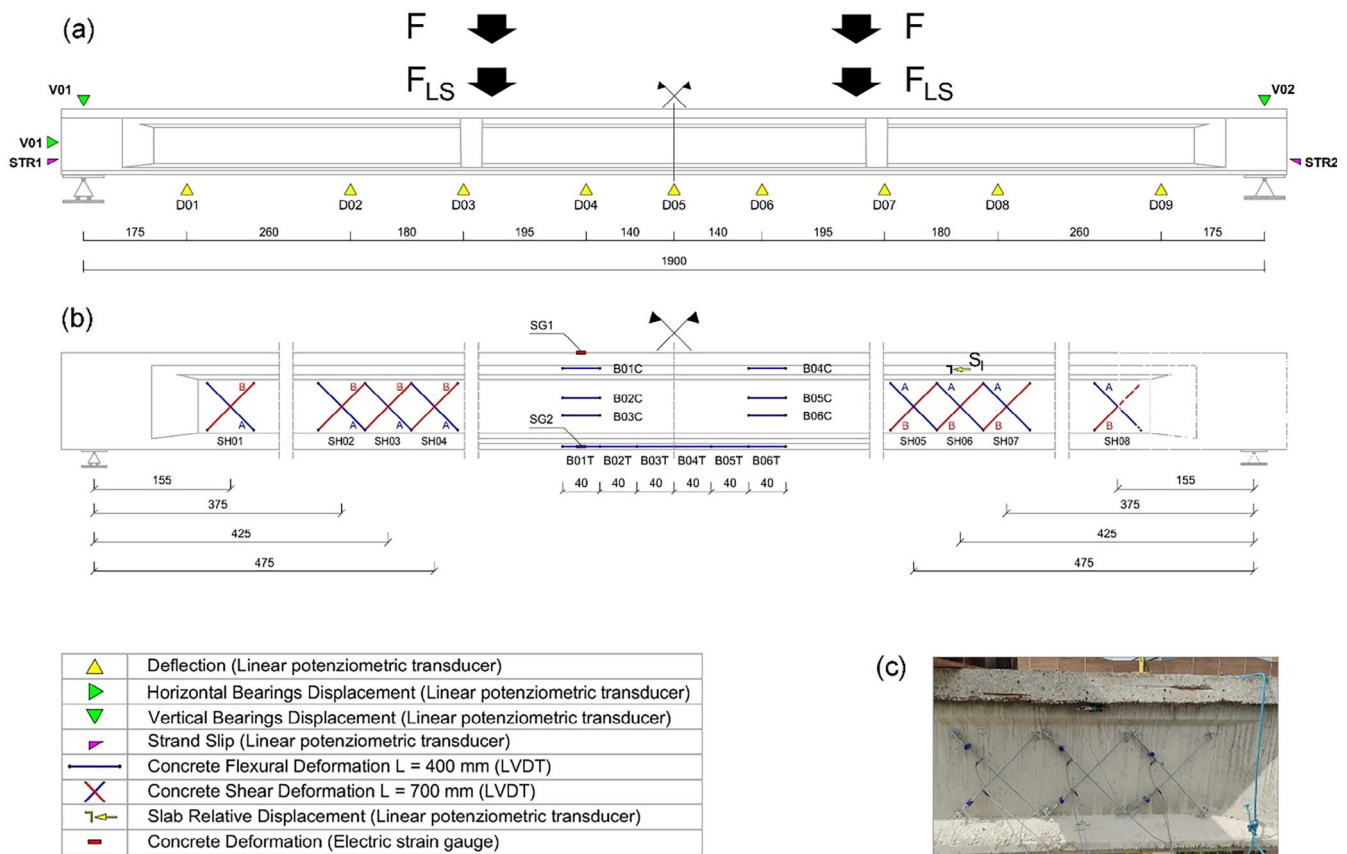 (a)
F F
F_LS F_LS
V01 V02
V01
STR1 STR2
D01 D02 D03 D04 D05 D06 D07 D08 D09
175 260 180 195 140 140 195 180 260 175
1900
(b)
SG1 S_I
B01C B04C
B02C B05C
B03C B06C
SG2
B B B B A A A A
A A A A B B B B
SH01 SH02 SH03 SH04 SH05 SH06 SH07 SH08
B01T B02T B03T B04T B05T B06T
40 40 40 40 40 40
155 155
375 375
425 425
475 475
Deflection (Linear potenziometric transducer)
Horizontal Bearings Displacement (Linear potenziometric transducer)
Vertical Bearings Displacement (Linear potenziometric transducer)
Strand Slip (Linear potenziometric transducer)
Concrete Flexural Deformation L = 400 mm (LVDT)
Concrete Shear Deformation L = 700 mm (LVDT)
Slab Relative Displacement (Linear potenziometric transducer)
Concrete Deformation (Electric strain gauge)
(c)